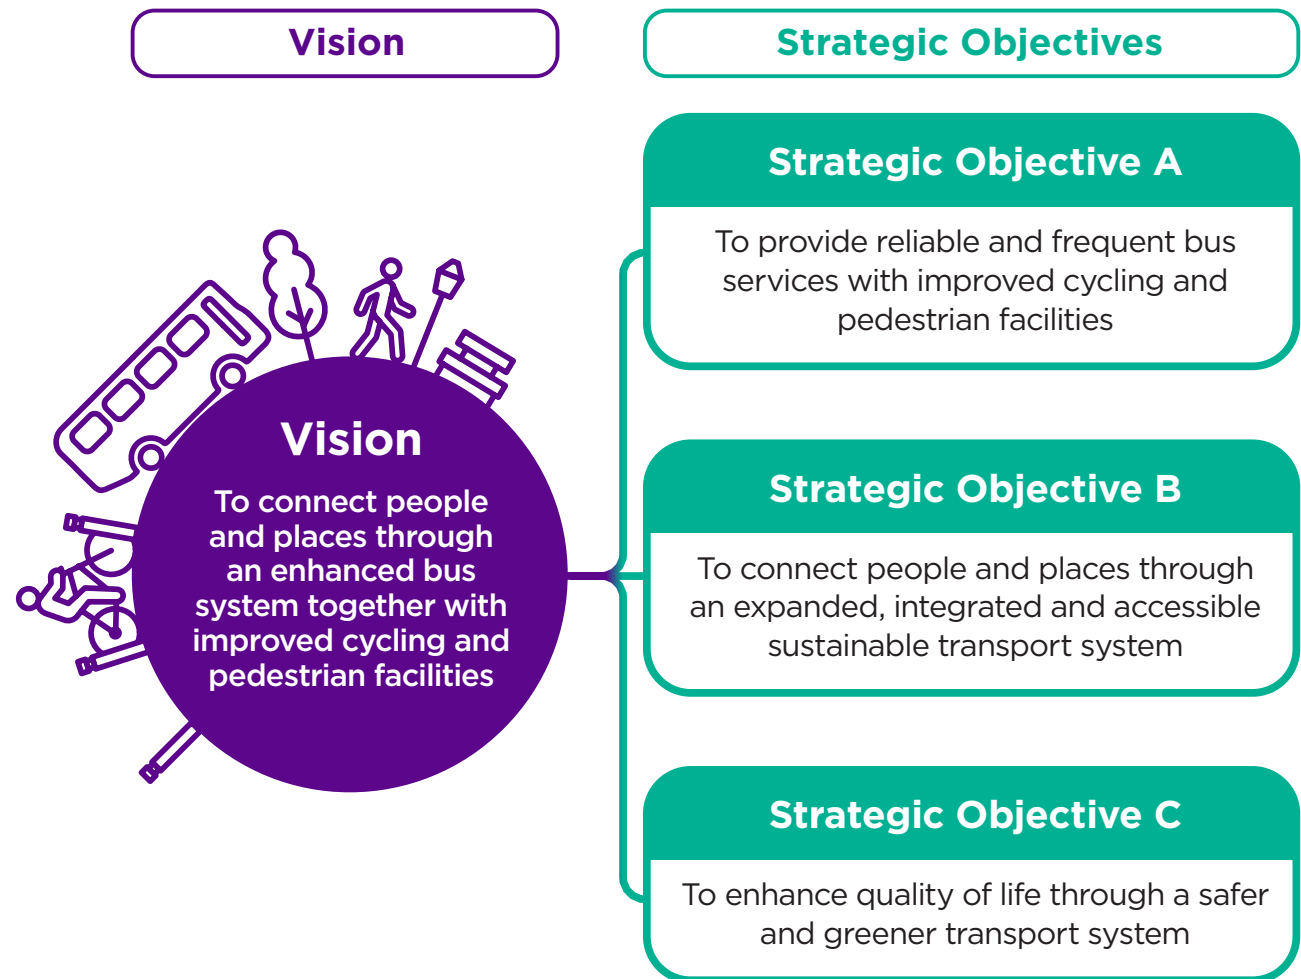 Vision
Strategic Objectives
Vision
To connect people
and places through
an enhanced bus
system together with
improved cycling and
pedestrian facilities
Strategic Objective A
To provide reliable and frequent bus
services with improved cycling and
pedestrian facilities
Strategic Objective B
To connect people and places through
an expanded, integrated and accessible
sustainable transport system
Strategic Objective C
To enhance quality of life through a safer
and greener transport system